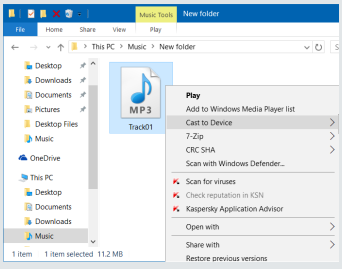 Music Tools New folder
File Home Share View Play
This PC > Music > New folder
Desktop
Downloads
Documents
Pictures
Desktop Files
Music
OneDrive
This PC
Desktop
Documents
Downloads
Music
MP3
Track01
Play
Add to Windows Media Player list
Cast to Device
7-Zip
CRC SHA
Scan with Windows Defender...
Scan for viruses
Check reputation in KSN
Kaspersky Application Advisor
Open with
Share with
Restore previous versions
1 item 1 item selected 11.2 MB